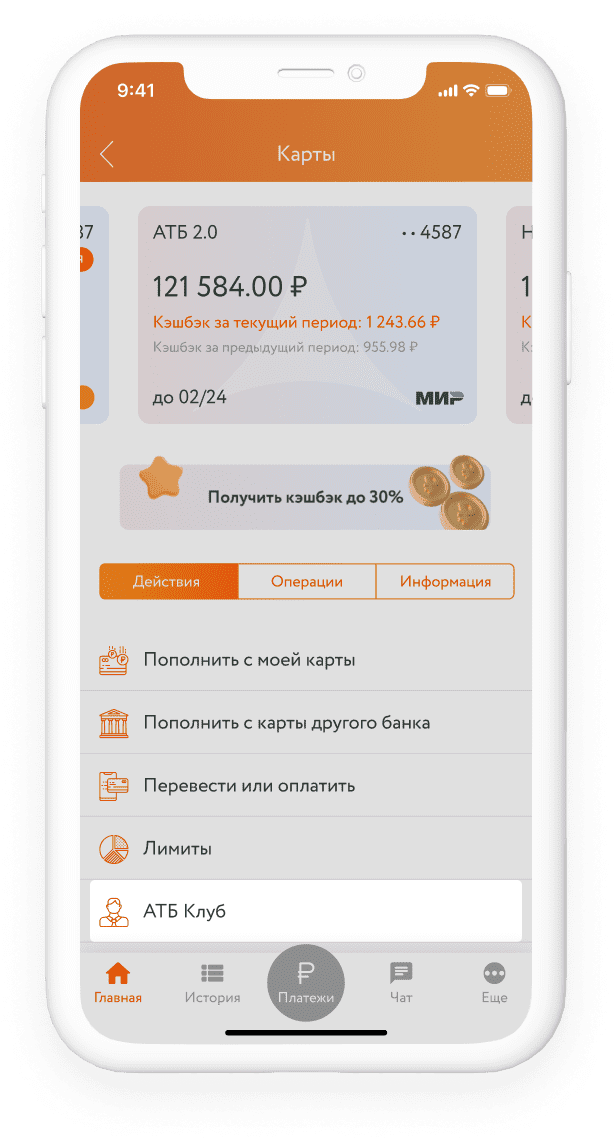 9:41
Карты
37
АТБ 2.0
·· 4587
Н
121 584.00 ₽
1
Кэшбэк за текущий период: 1 243.66 ₽
К
Кэшбэк за предыдущий период: 955.98 ₽
К
до 02/24
МИР
Получить кэшбэк до 30%
Действия
Операции
Информация
Пополнить с моей карты
Пополнить с карты другого банка
Перевести или оплатить
Лимиты
АТБ Клуб
Главная
История
₽
Платежи
Чат
Еще